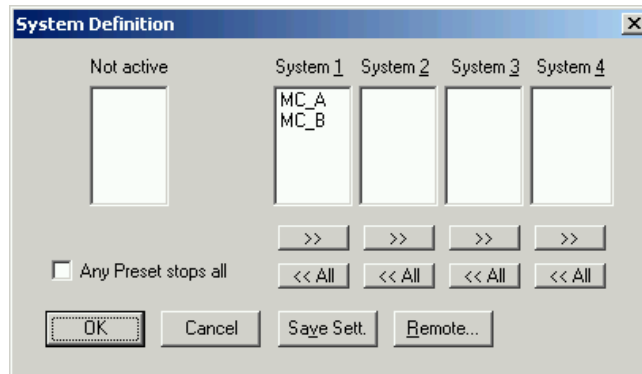 System Definition
Not active System 1 System 2 System 3 System 4
MC_A
MC_B
>> >> >> >>
Any Preset stops all << All << All << All << All
OK Cancel Save Sett. Remote...